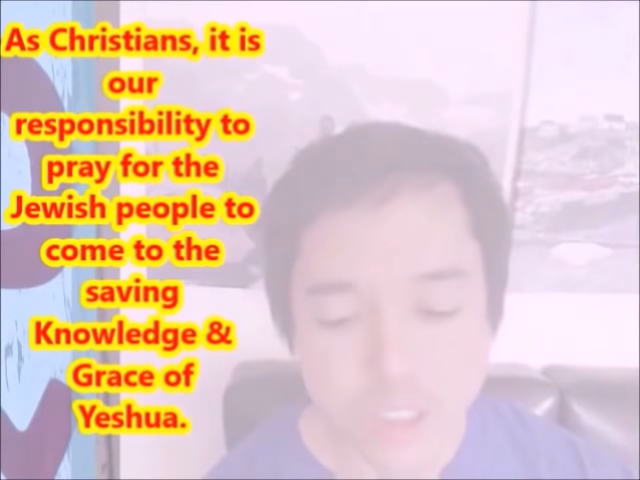 As Christians, it is
our
responsibility to
pray for the
Jewish people to
come to the
saving
Knowledge &
Grace of
Yeshua.